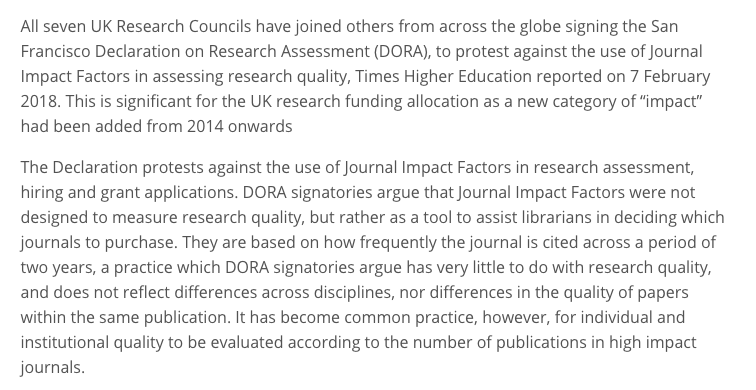 All seven UK Research Councils have joined others from across the globe signing the San
Francisco Declaration on Research Assessment (DORA), to protest against the use of Journal
Impact Factors in assessing research quality, Times Higher Education reported on 7 February
2018. This is significant for the UK research funding allocation as a new category of “impact”
had been added from 2014 onwards
The Declaration protests against the use of Journal Impact Factors in research assessment,
hiring and grant applications. DORA signatories argue that Journal Impact Factors were not
designed to measure research quality, but rather as a tool to assist librarians in deciding which
journals to purchase. They are based on how frequently the journal is cited across a period of
two years, a practice which DORA signatories argue has very little to do with research quality,
and does not reflect differences across disciplines, nor differences in the quality of papers
within the same publication. It has become common practice, however, for individual and
institutional quality to be evaluated according to the number of publications in high impact
journals.